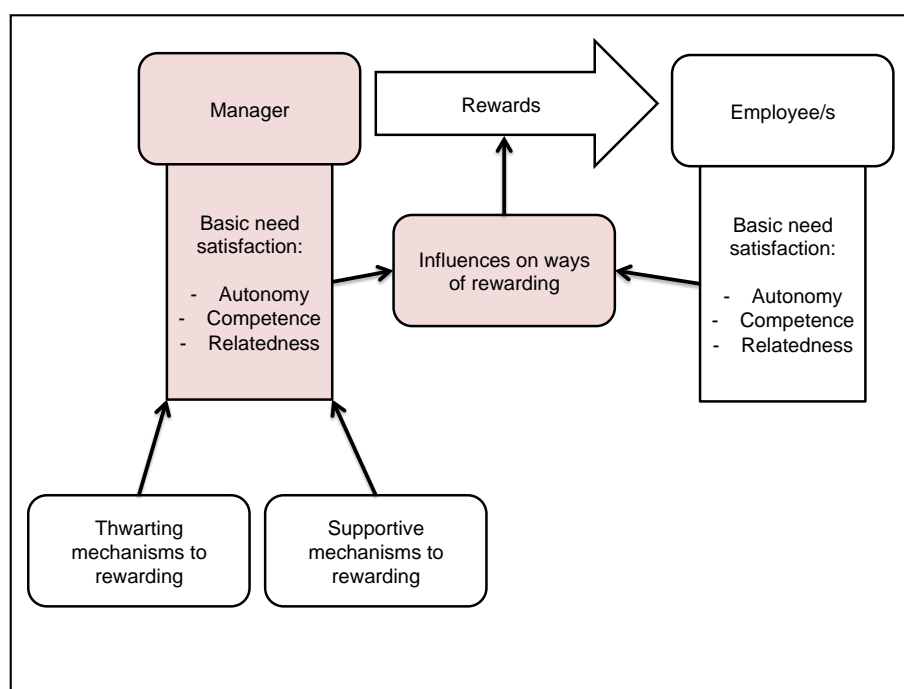 Manager
Rewards
Employee/s
Basic need
satisfaction:
- Autonomy
- Competence
- Relatedness
Influences on ways
of rewarding
Basic need
satisfaction:
- Autonomy
- Competence
- Relatedness
Thwarting
mechanisms to
rewarding
Supportive
mechanisms to
rewarding